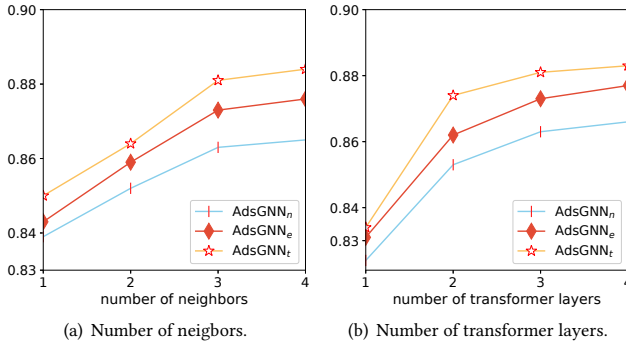 0.90
0.88
0.86
0.84
0.83
1
2
3
4
number of neighbors
AdsGNNn
AdsGNNe
AdsGNNt
(a) Number of neigbors.
0.90
0.88
0.86
0.84
0.83
1
2
3
4
number of transformer layers
AdsGNNn
AdsGNNe
AdsGNNt
(b) Number of transformer layers.